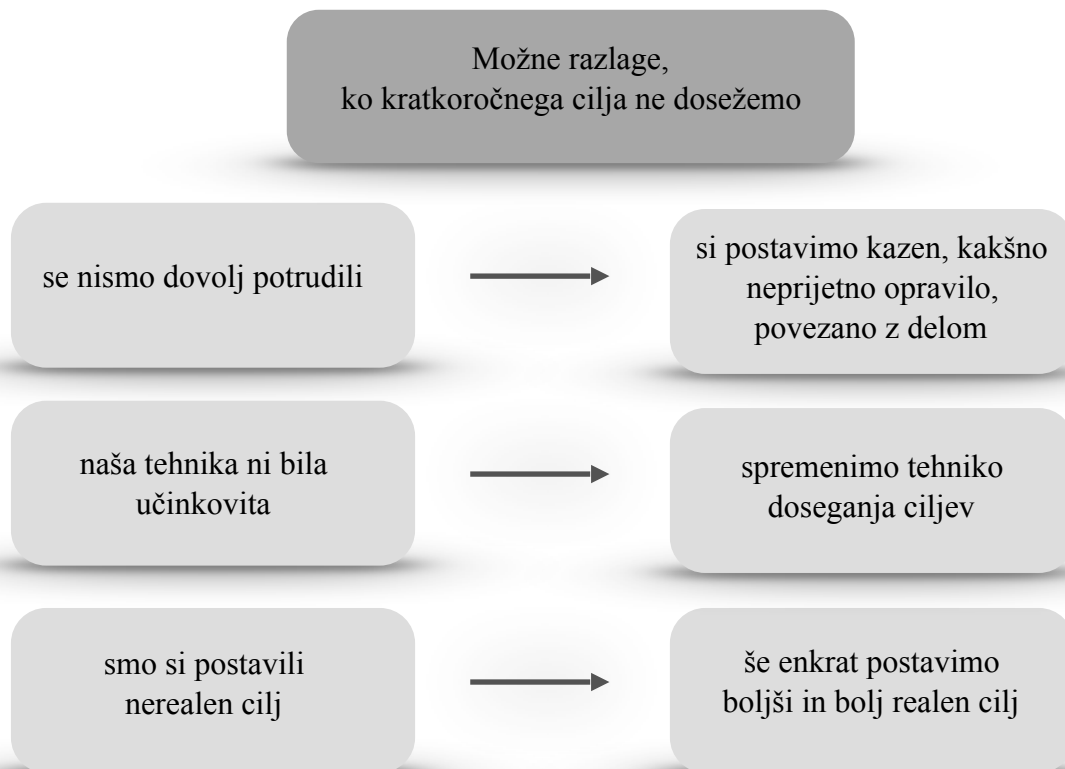 Možne razlage,
ko kratkoročnega cilja ne dosežemo
se nismo dovolj potrudili
si postavimo kazen, kakšno
neprijetno opravilo,
povezano z delom
naša tehnika ni bila
učinkovita
spremenimo tehniko
doseganja ciljev
smo si postavili
nerealen cilj
še enkrat postavimo
boljši in bolj realen cilj